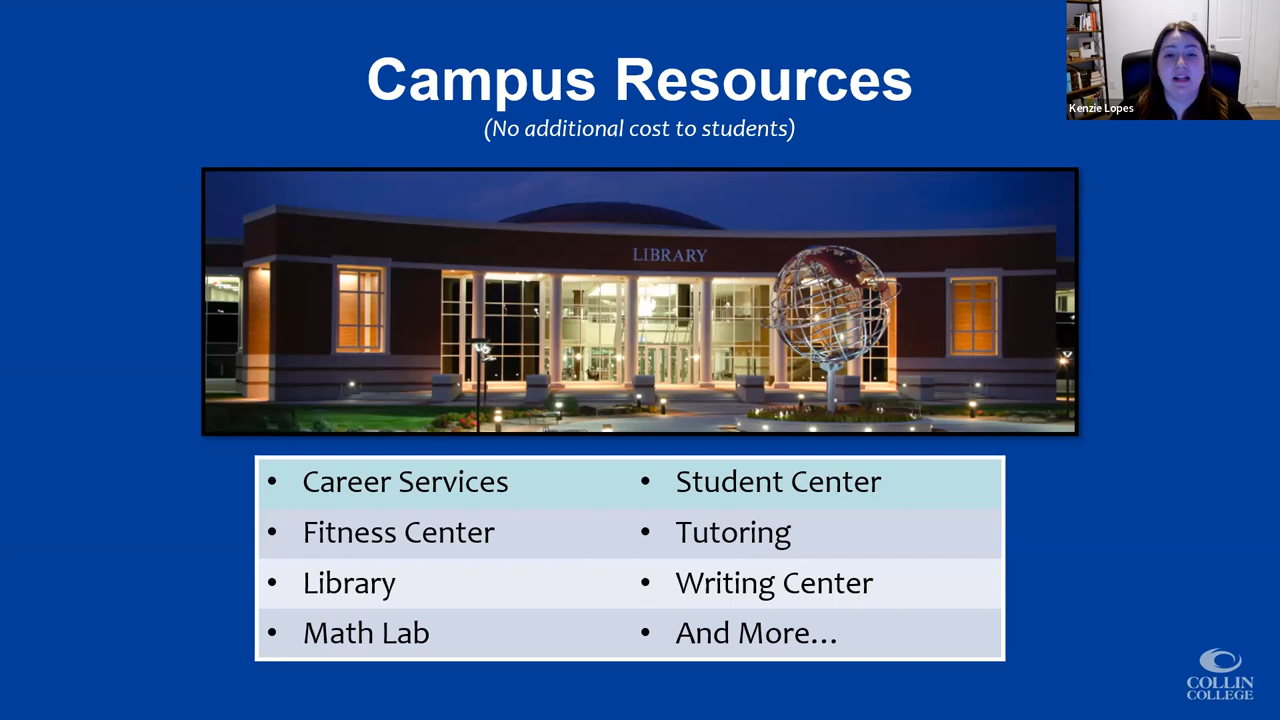 Campus Resources
(No additional cost to students)
Kenzie Lopes
LIBRARY
• Career Services
• Student Center
• Fitness Center
• Tutoring
• Library
• Writing Center
• Math Lab
• And More...
COLLIN
COLLEGE